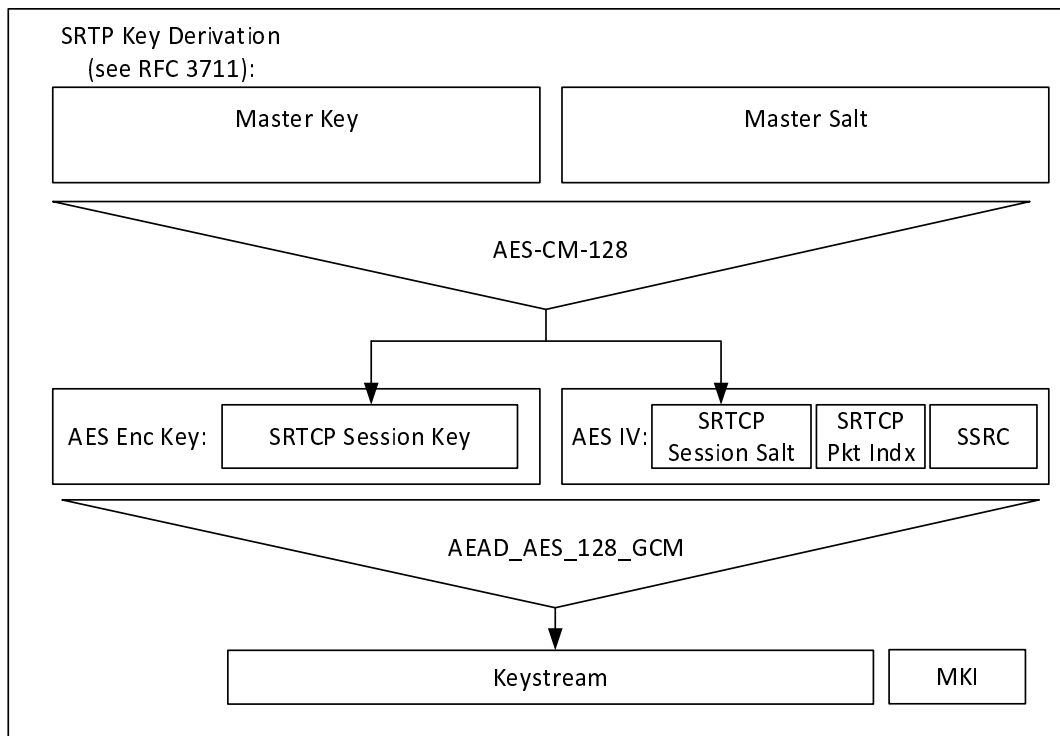 SRTP Key Derivation
(see RFC 3711):
Master Key
Master Salt
AES-CM-128
AES Enc Key:
SRTCP Session Key
AES IV:
SRTCP
Session Salt
SRTCP
Pkt Indx
SSRC
AEAD_AES_128_GCM
Keystream
MKI